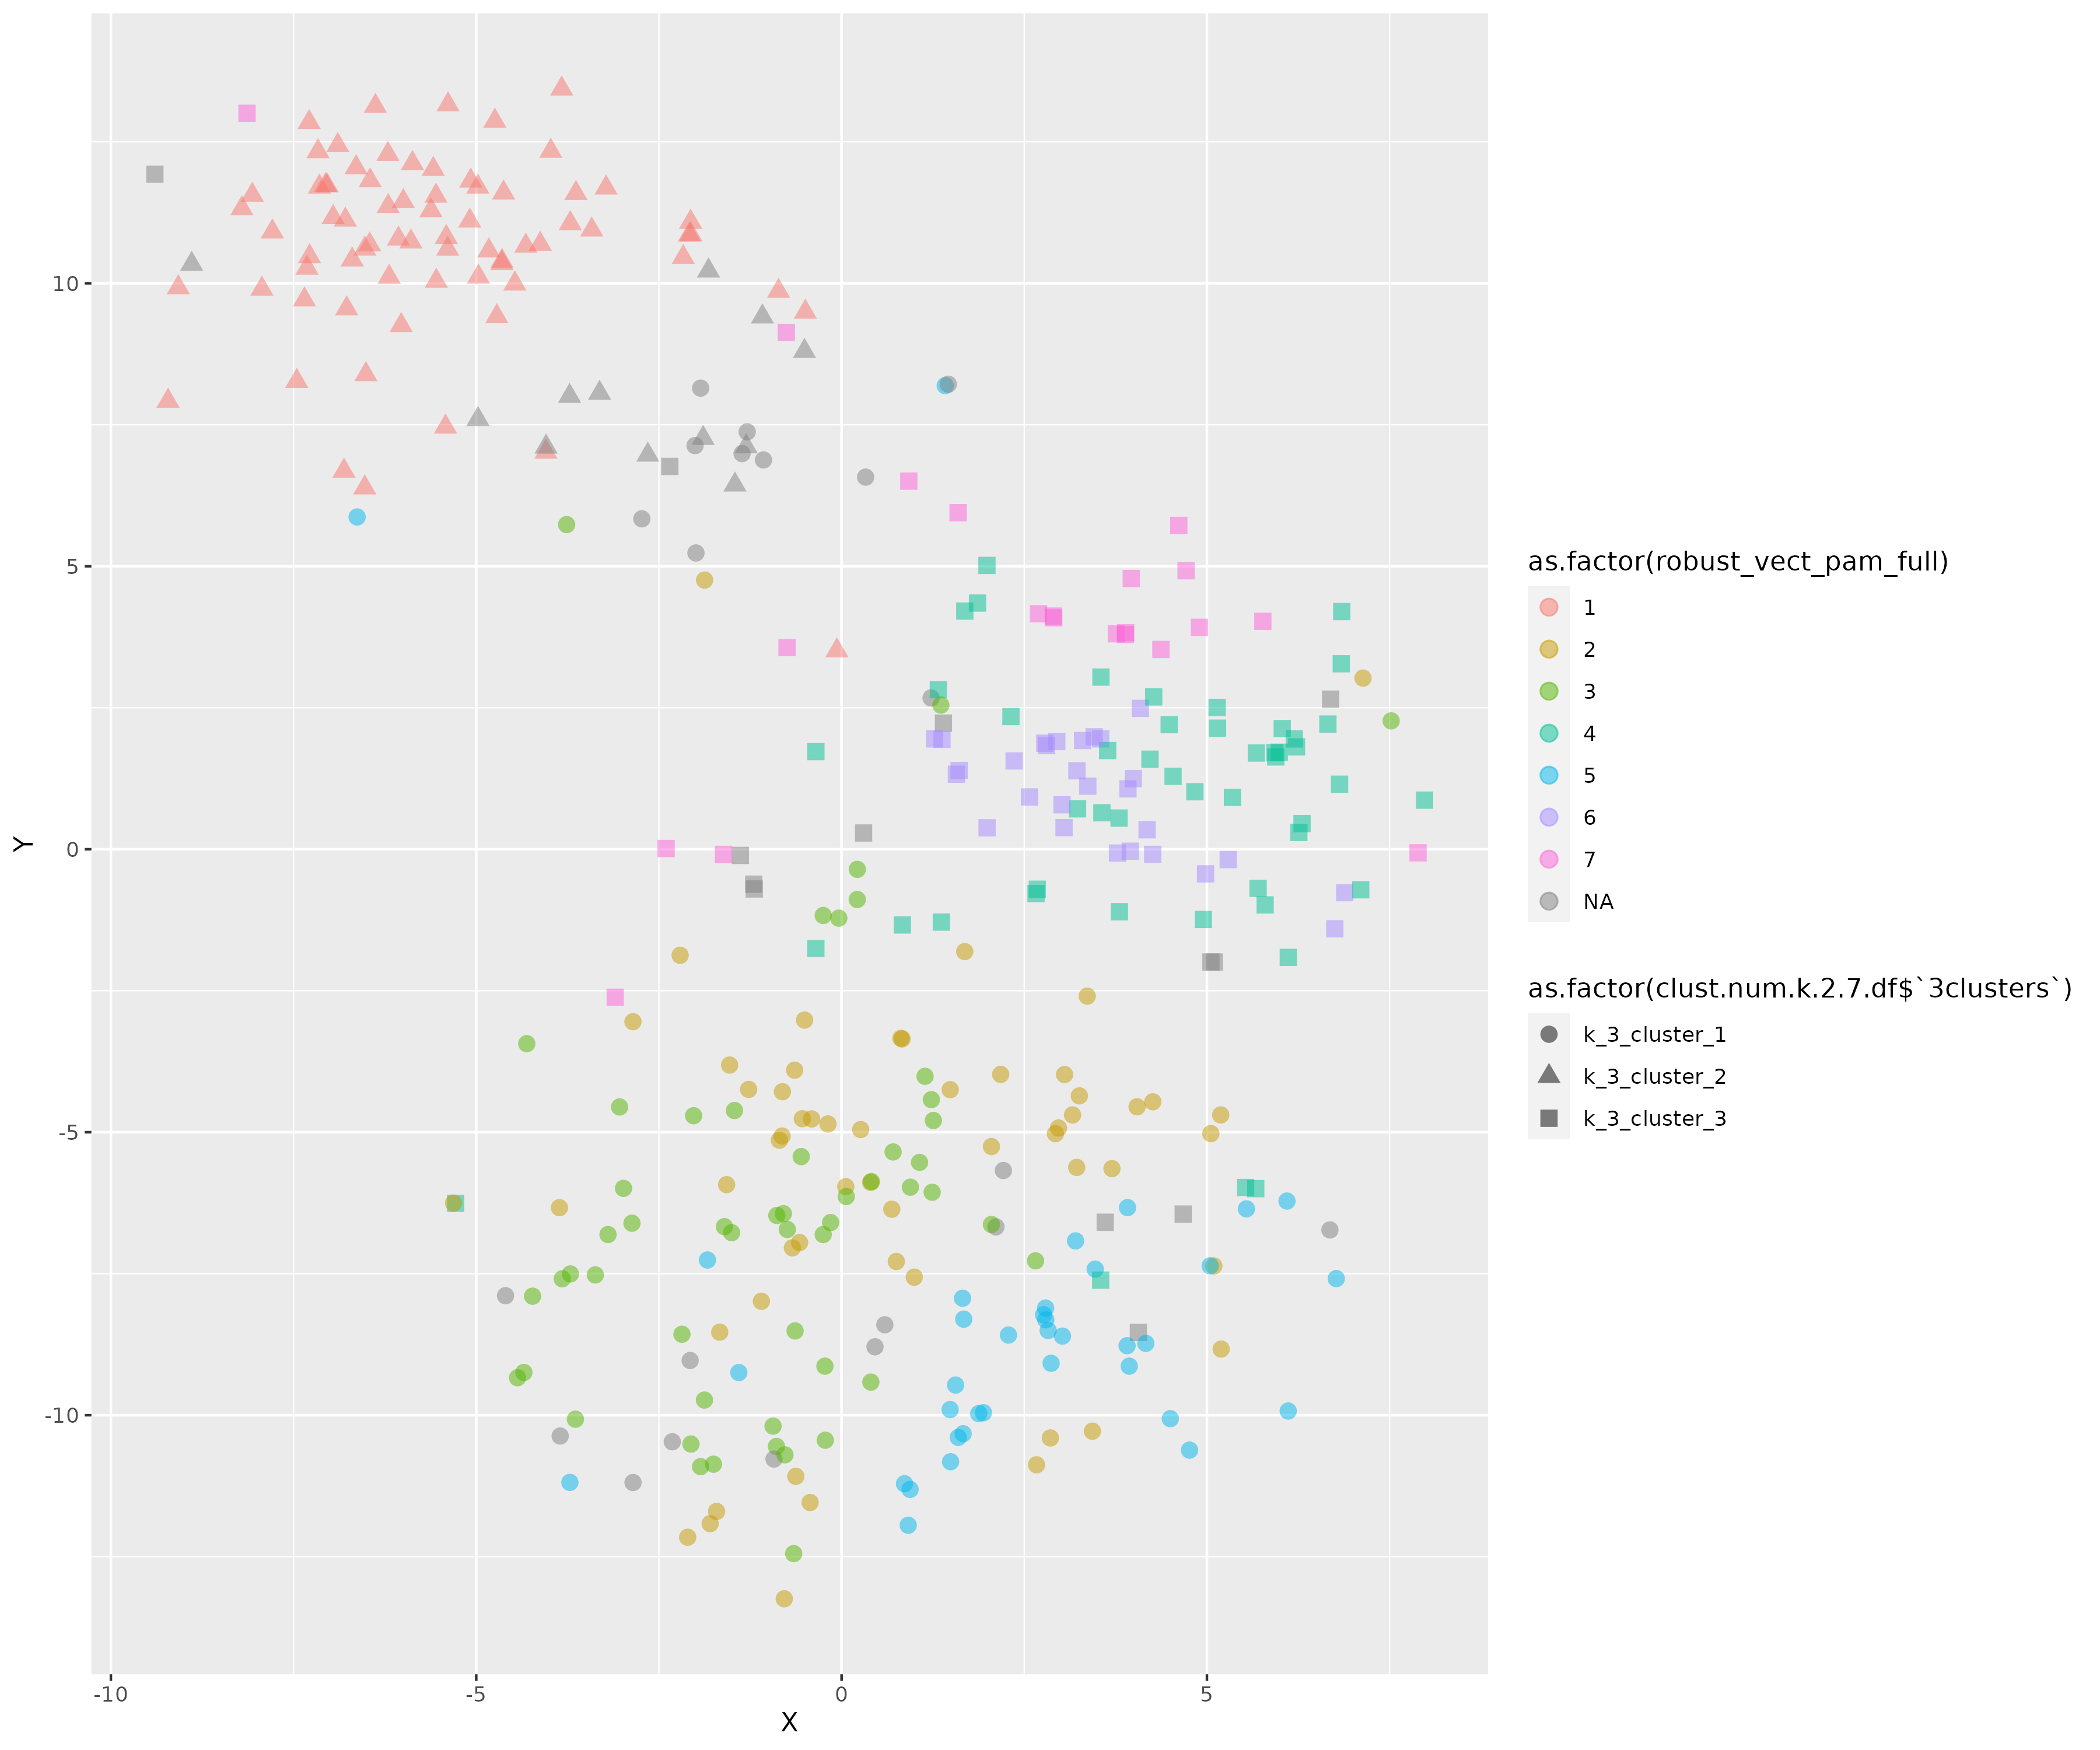 10
5
0
-5
-10
-10
-5
0
5
X
Y
as.factor(robust_vect_pam_full)
1
2
3
4
5
6
7
NA
as.factor(clust.num.k.2.7.df$`3clusters`)
k_3_cluster_1
k_3_cluster_2
k_3_cluster_3